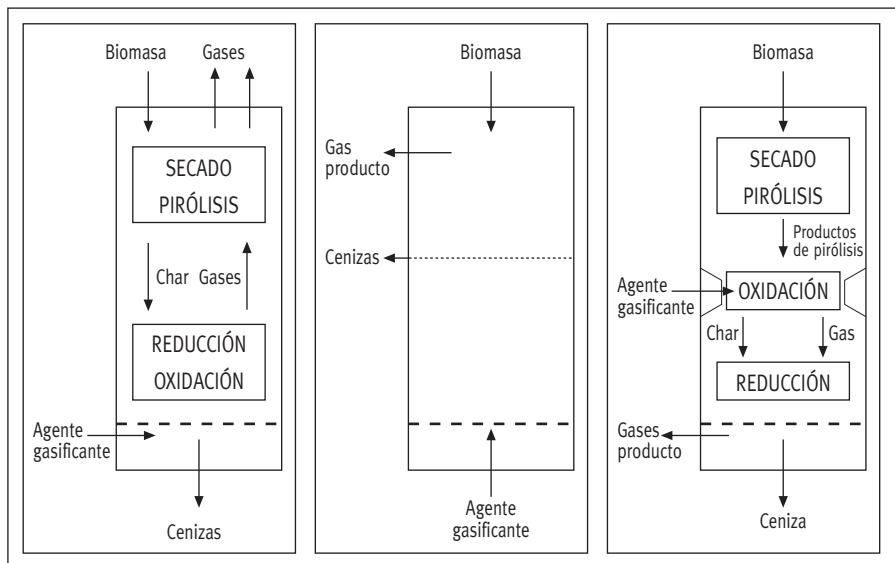 Biomasa
Gases
SECADO
PIRÓLISIS
Char
Gases
REDUCCIÓN
OXIDACIÓN
Agente
gasificante
Cenizas
Biomasa
Gas
producto
Cenizas
Agente
gasificante
Biomasa
SECADO
PIRÓLISIS
Productos
de pirólisis
Agente
gasificante
OXIDACIÓN
Char
Gas
REDUCCIÓN
Gases
producto
Ceniza